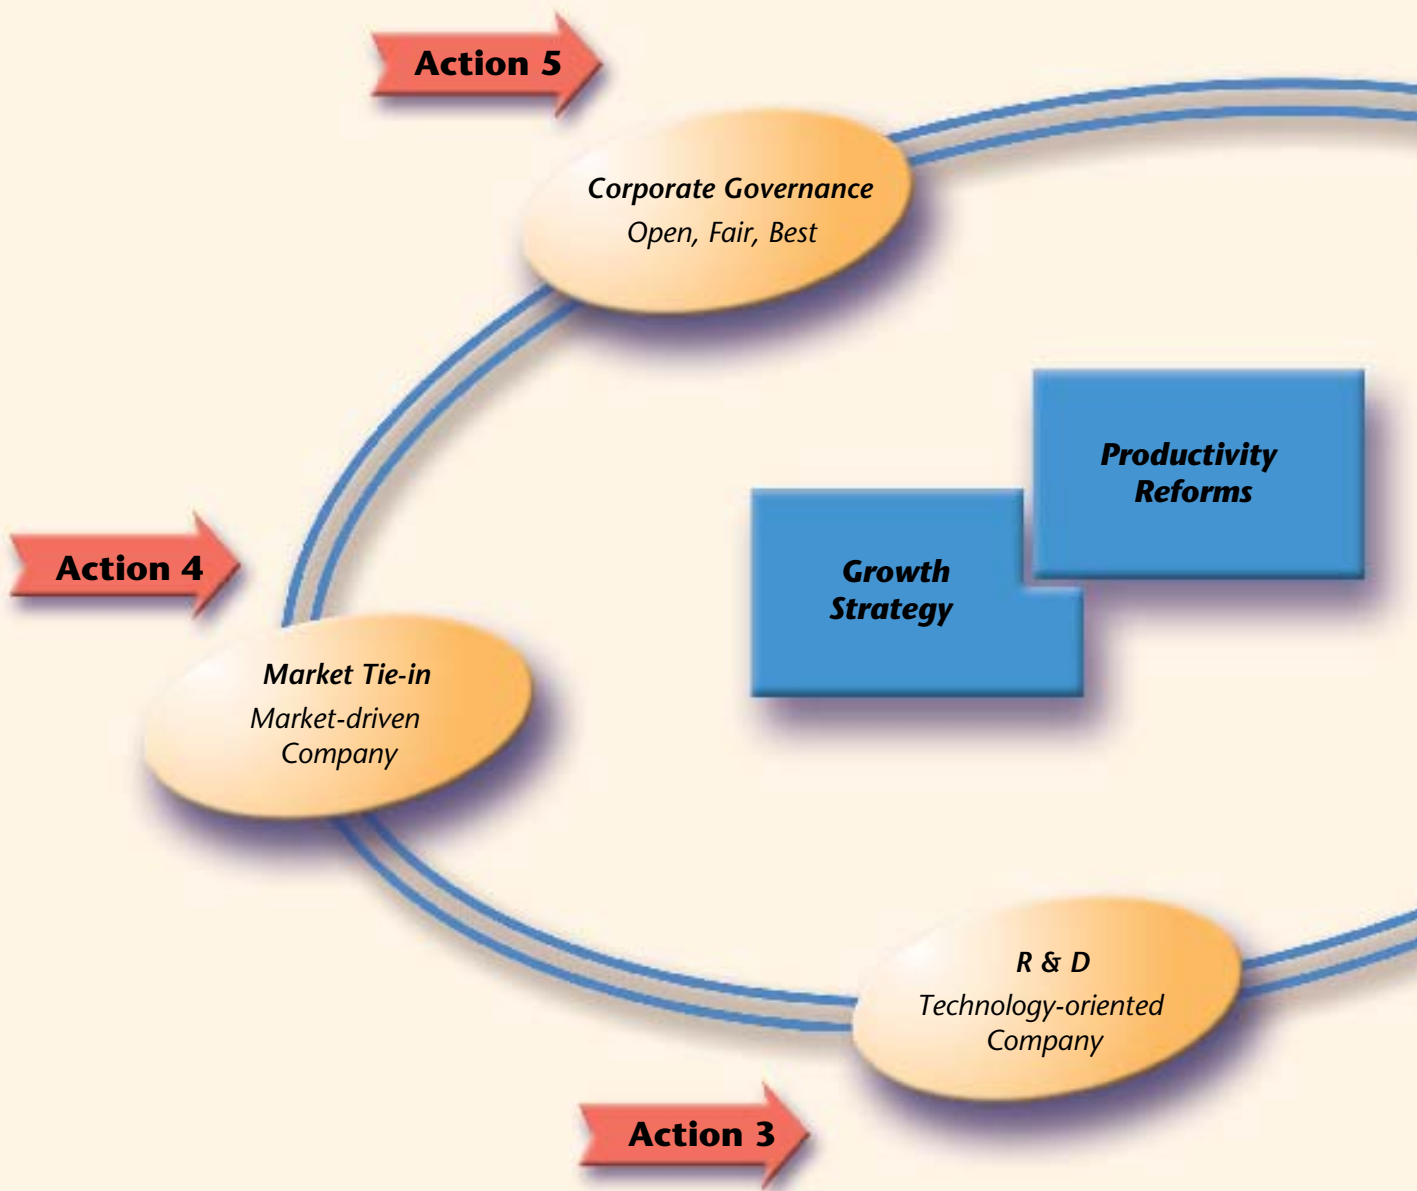 Action 5
Corporate Governance
Open, Fair, Best
Productivity
Reforms
Growth
Strategy
Action 4
Market Tie-in
Market-driven
Company
R & D
Technology-oriented
Company
Action 3